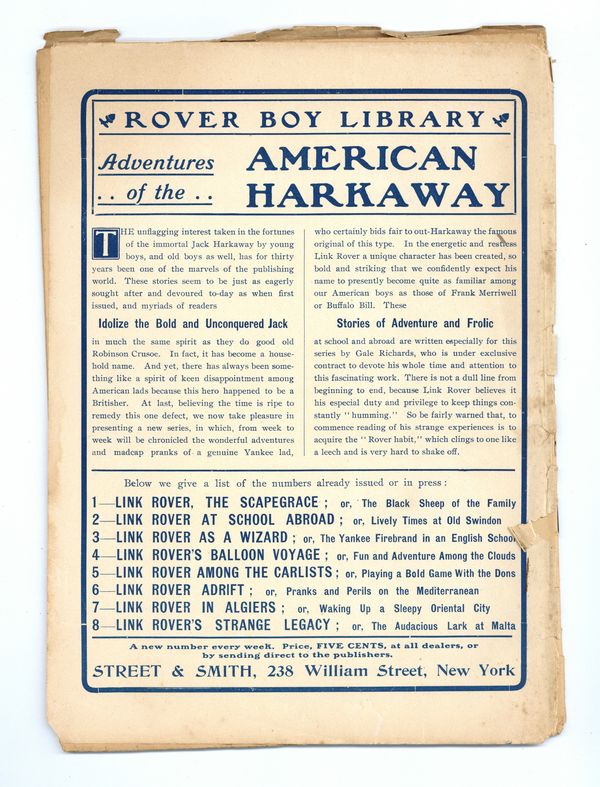 ROVER BOY LIBRARY
Adventures
.. of the ..
AMERICAN
HARKAWAY
THE unflagging interest taken in the fortunes
of the immortal Jack Harkaway by young
boys, and old boys as well, has for thirty
years been one of the marvels of the publishing
world. These stories seem to be just as eagerly
sought after and devoured to-day as when first
issued, and myriads of readers
Idolize the Bold and Unconquered Jack
in much the same spirit as they do good old
Robinson Crusoe. In fact, it has become a house-
hold name. And yet, there has always been some-
thing like a spirit of keen disappointment among
American lads because this hero happened to be a
Britisher. At last, believing the time is ripe to
remedy this one defect, we now take pleasure in
presenting a new series, in which, from week to
week will be chronicled the wonderful adventures
and madcap pranks of a genuine Yankee lad,
who certainly bids fair to out-Harkaway the famous
original of this type. In the energetic and restless
Link Rover a unique character has been created, so
bold and striking that we confidently expect his
name to presently become quite as familiar among
our American boys as those of Frank Merriwell
or Buffalo Bill. These
Stories of Adventure and Frolic
at school and abroad are written especially for this
series by Gale Richards, who is under exclusive
contract to devote his whole time and attention to
this fascinating work. There is not a dull line from
beginning to end, because Link Rover believes it
his especial duty and privilege to keep things con-
stantly "humming." So be fairly warned that, to
commence reading of his strange experiences is to
acquire the "Rover habit," which clings to one like
a leech and is very hard to shake off.
Below we give a list of the numbers already issued or in press:
1—LINK ROVER, THE SCAPEGRACE; or, The Black Sheep of the Family
2—LINK ROVER AT SCHOOL ABROAD; or, Lively Times at Old Swindon
3—LINK ROVER AS A WIZARD; or, The Yankee Firebrand in an English School
4—LINK ROVER'S BALLOON VOYAGE; or, Fun and Adventure Among the Clouds
5—LINK ROVER AMONG THE CARLISTS; or, Playing a Bold Game With the Dons
6—LINK ROVER ADRIFT; or, Pranks and Perils on the Mediterranean
7—LINK ROVER IN ALGIERS; or, Waking Up a Sleepy Oriental City
8—LINK ROVER'S STRANGE LEGACY; or, The Audacious Lark at Malta
A new number every week. Price, FIVE CENTS, at all dealers, or
by sending direct to the publishers.
STREET & SMITH, 238 William Street, New York